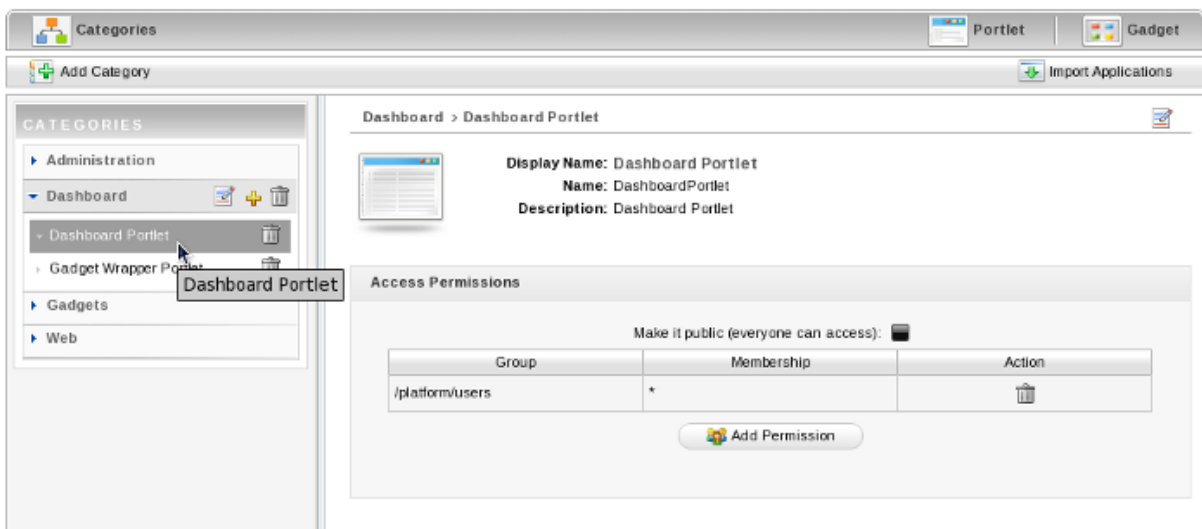 Categories Portlet Gadget
Add Category Import Applications
CATEGORIES
Administration
Dashboard
Dashboard Portlet
Gadget Wrapper Portlet
Dashboard Portlet
Gadgets
Web
Dashboard > Dashboard Portlet
Display Name: Dashboard Portlet
Name: DashboardPortlet
Description: Dashboard Portlet
Access Permissions
Make it public (everyone can access):
Group Membership Action
/platform/users *
Add Permission